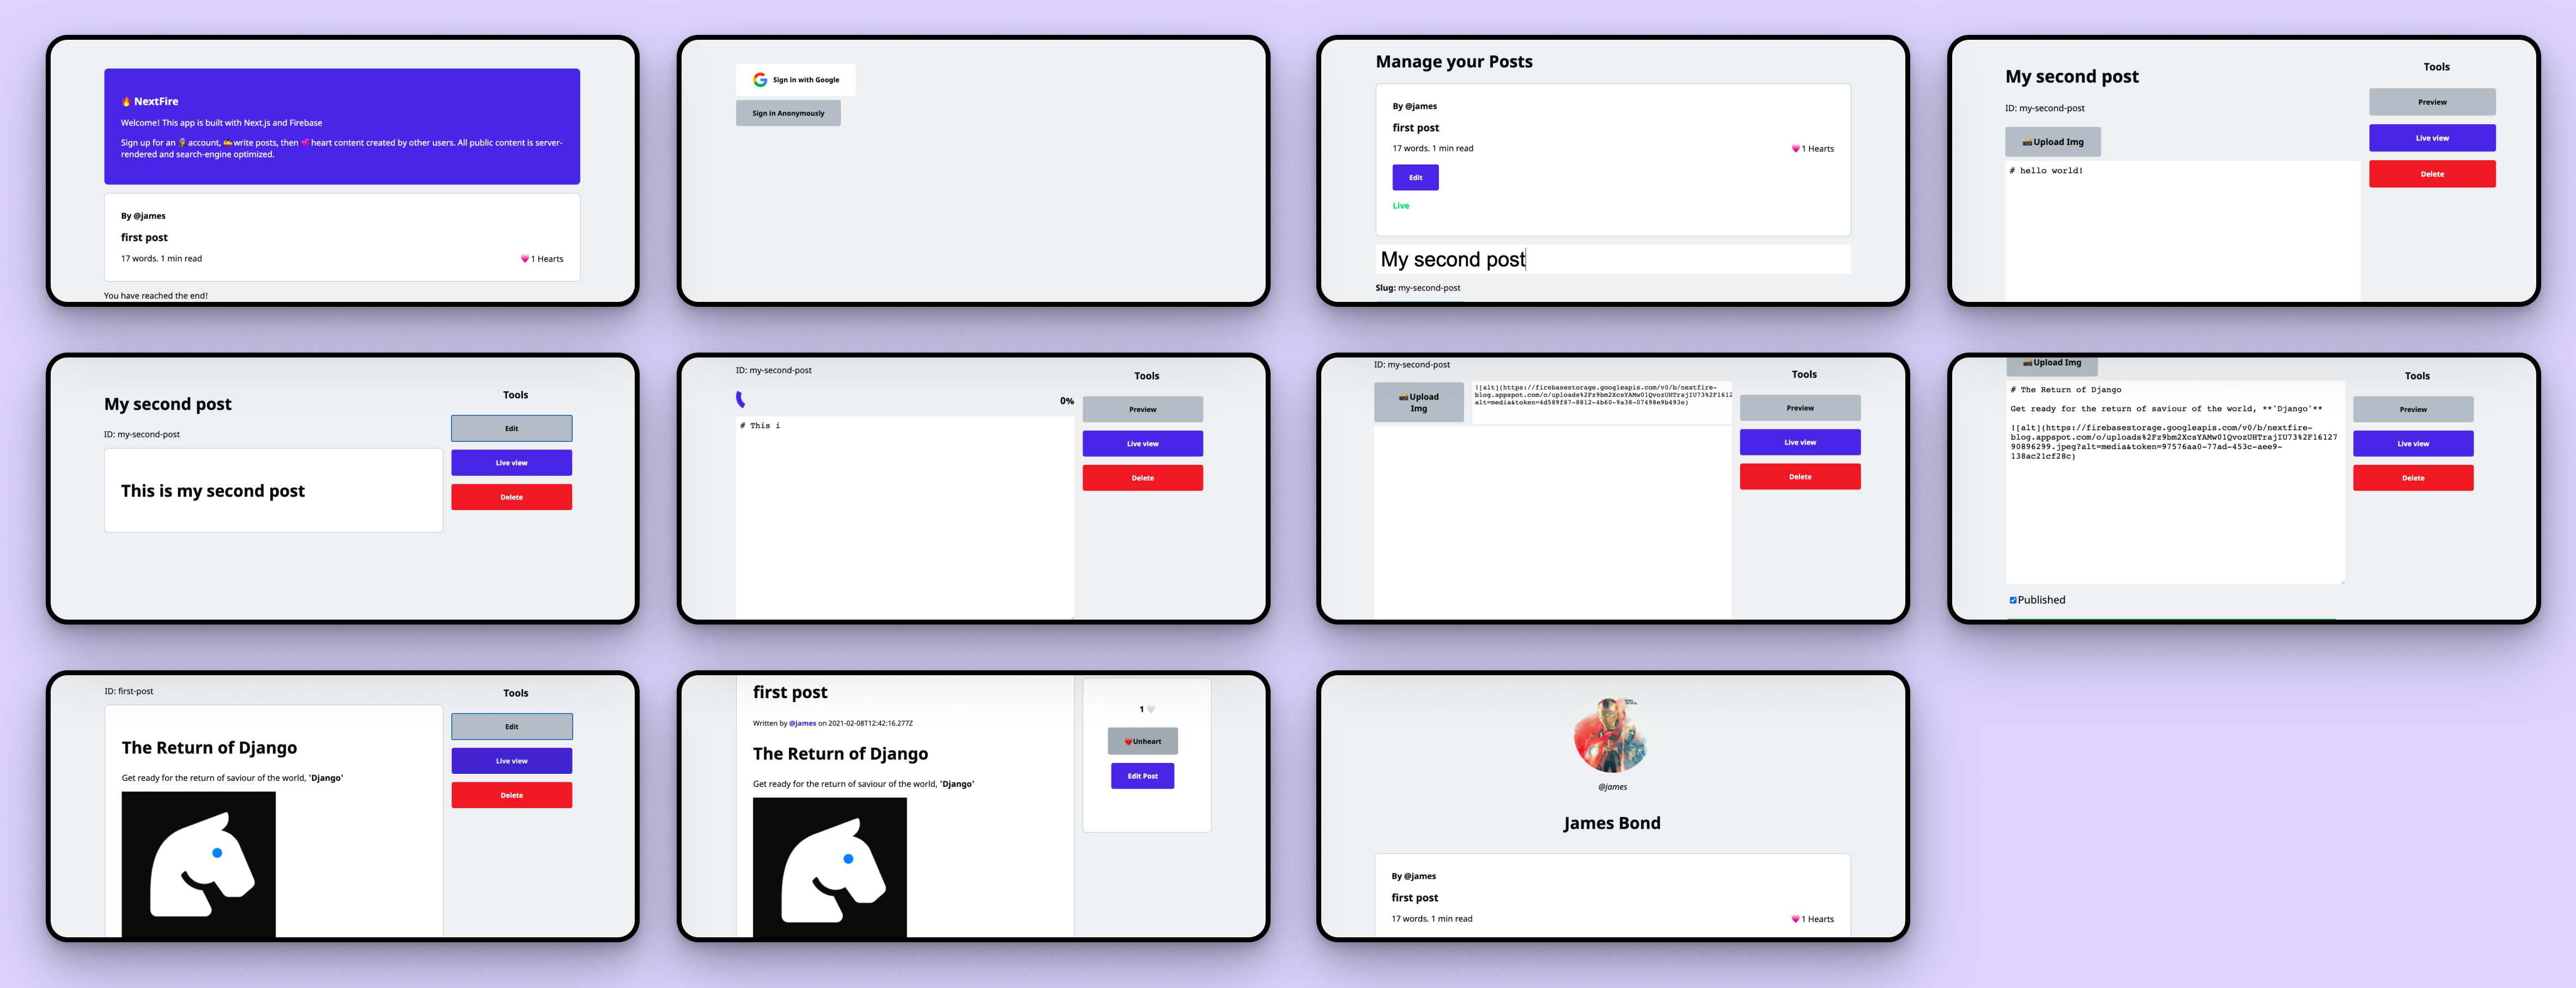 🔥 NextFire
Welcome! This app is built with Next.js and Firebase
Sign up for an account, write posts, then 💞 heart content created by other users. All public content is server-
rendered and search-engine optimized.
By @james
first post
17 words. 1 min read
💗 1 Hearts
You have reached the end!
Sign in with Google
Sign in Anonymously
Manage your Posts
By @james
first post
17 words. 1 min read
💗 1 Hearts
Edit
Live
My second post
Slug: my-second-post
My second post
ID: my-second-post
📸 Upload Img
# hello world!
Tools
Preview
Live view
Delete
My second post
ID: my-second-post
This is my second post
Tools
Edit
Live view
Delete
ID: my-second-post
0%
# This i
Tools
Preview
Live view
Delete
ID: my-second-post
📸 Upload
Img
![alt](https://firebasestorage.googleapis.com/v0/b/nextfire-
blog.appspot.com/o/uploads%2Fz9bm2XcsYAMw01QvozUHTrajIU73%2F1612
alt=media&token=4d589f87-8812-4b60-9a38-07498e9b493e)
Tools
Preview
Live view
Delete
📸 Upload Img
# The Return of Django
Get ready for the return of saviour of the world, **'Django'**
![alt](https://firebasestorage.googleapis.com/v0/b/nextfire-
blog.appspot.com/o/uploads%2Fz9bm2XcsYAMw01QvozUHTrajIU73%2F16127
90896299.jpeg?alt=media&token=97576aa0-77ad-453c-aee9-
138ac21cf28c)
Published
Tools
Preview
Live view
Delete
ID: first-post
The Return of Django
Get ready for the return of saviour of the world, 'Django'
Tools
Edit
Live view
Delete
first post
Written by @james on 2021-02-08T12:42:16.277Z
The Return of Django
Get ready for the return of saviour of the world, 'Django'
1 🤍
💔 Unheart
Edit Post
@james
James Bond
By @james
first post
17 words. 1 min read
💗 1 Hearts